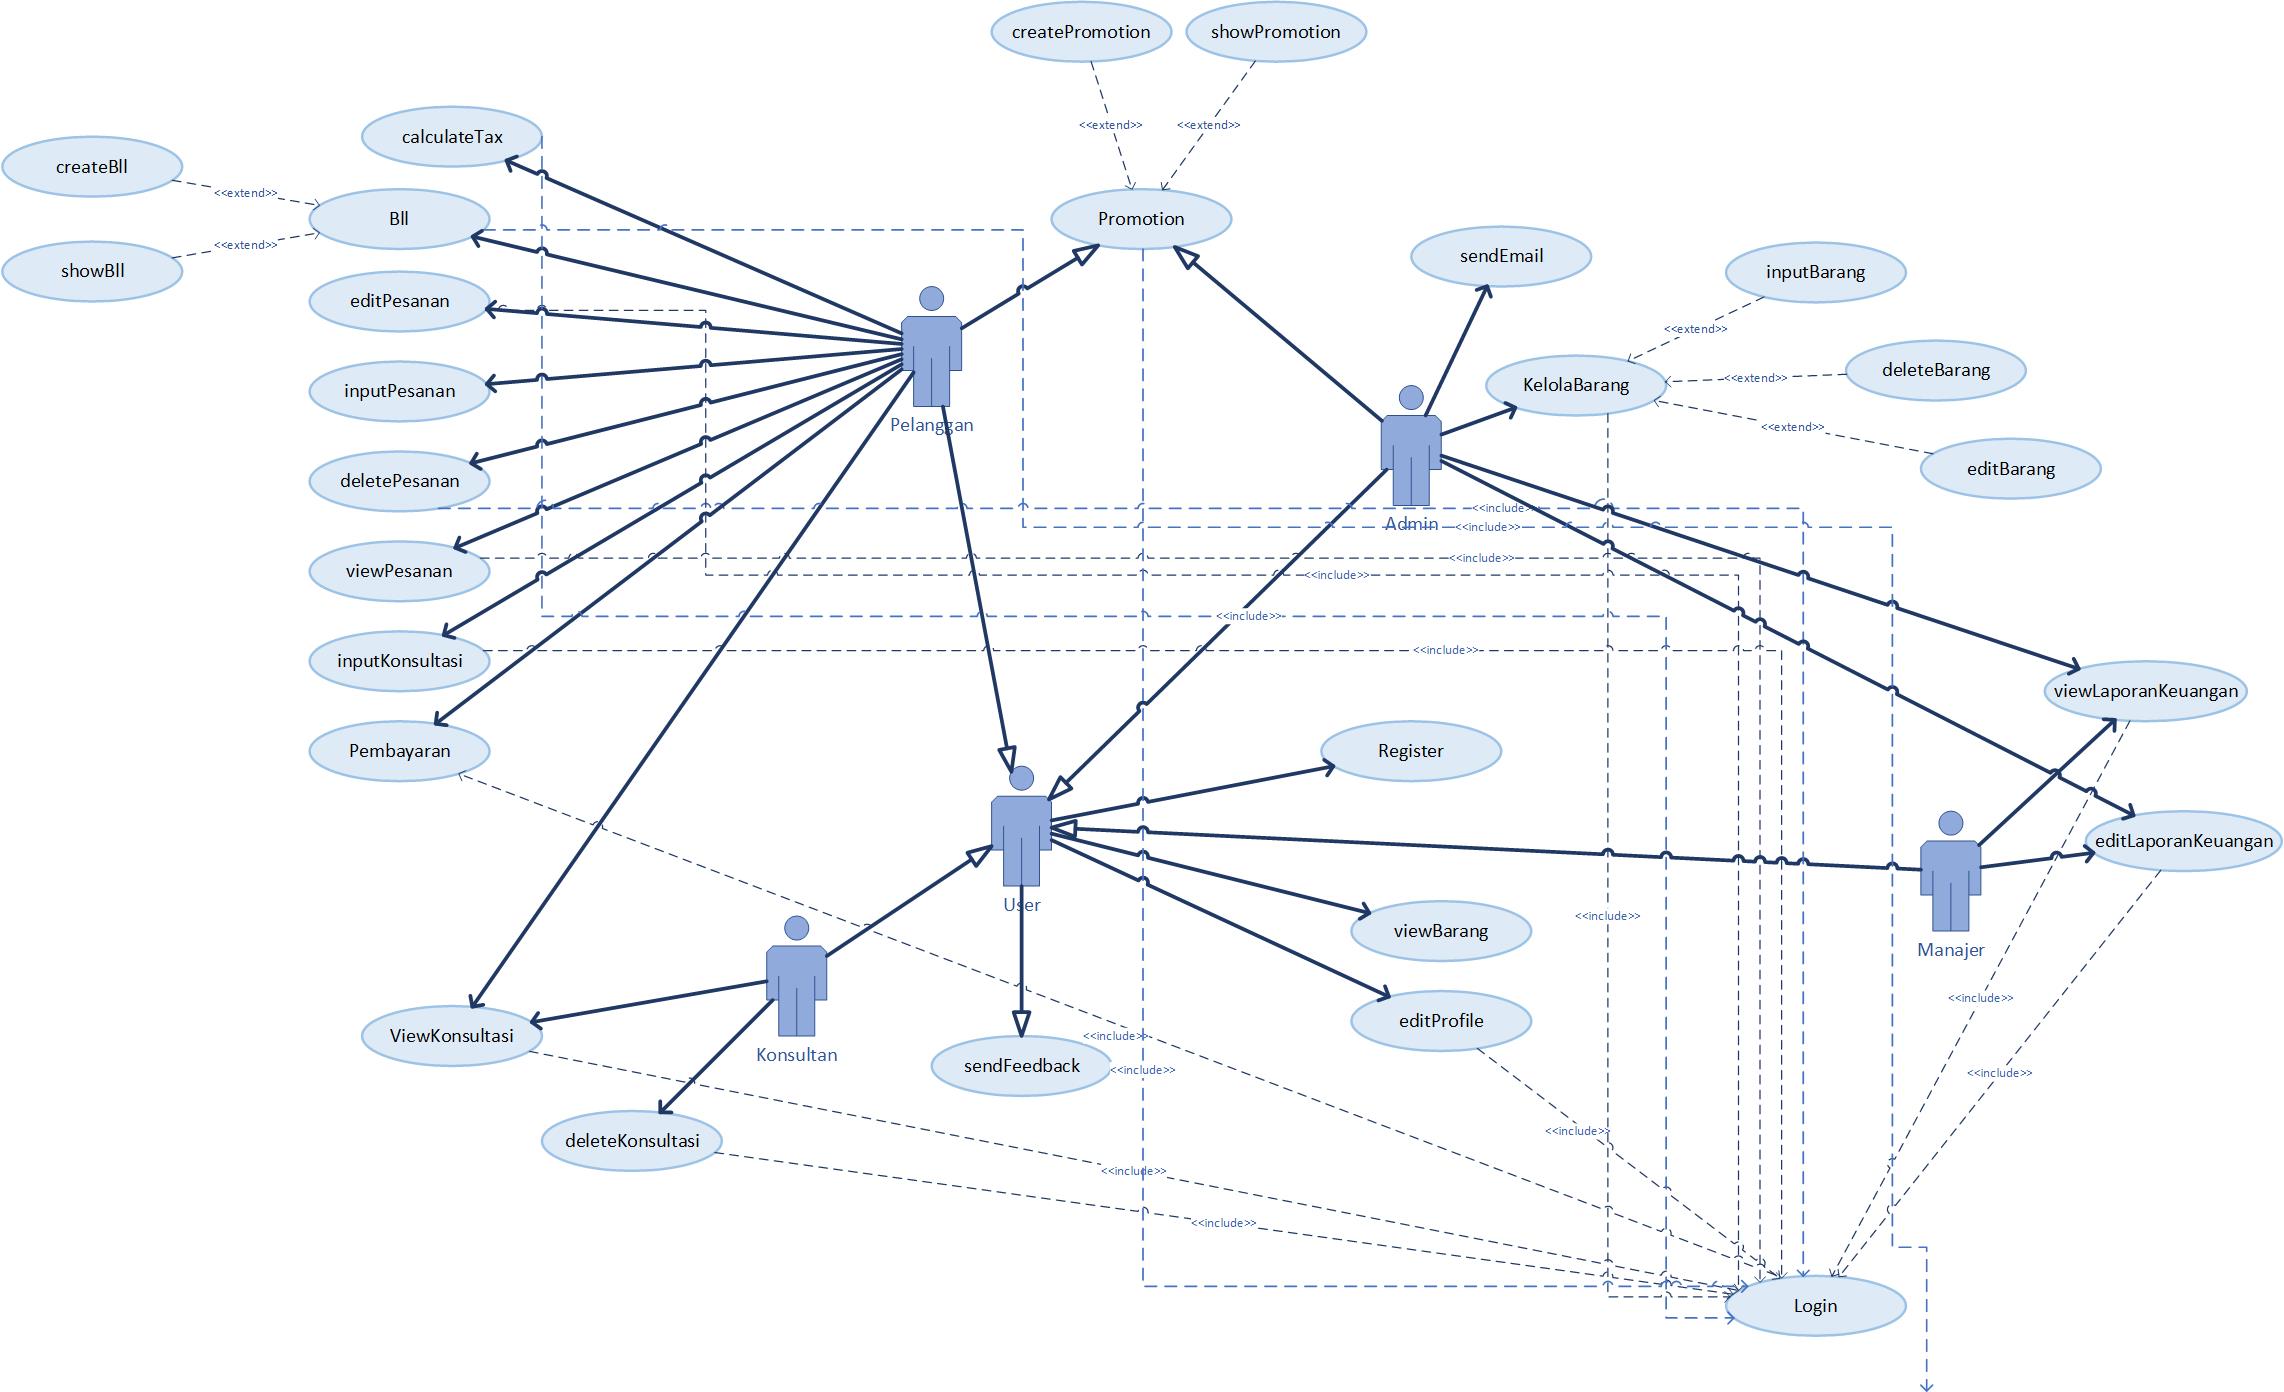 createPromotion
showPromotion
<<extend>>
<<extend>>
calculateTax
createBll
<<extend>>
Bll
Promotion
<<extend>>
showBll
sendEmail
inputBarang
editPesanan
<<extend>>
deleteBarang
<<extend>>
KelolaBarang
inputPesanan
Pelanggan
<<extend>>
editBarang
deletePesanan
<<include>>
Admin
<<include>>
<<include>>
viewPesanan
<<include>>
<<include>>
<<include>>
inputKonsultasi
viewLaporanKeuangan
Pembayaran
Register
editLaporanKeuangan
User
<<include>>
viewBarang
Manajer
<<include>>
editProfile
ViewKonsultasi
<<include>>
Konsultan
sendFeedback
<<include>>
<<include>>
<<include>>
deleteKonsultasi
<<include>>
<<include>>
Login